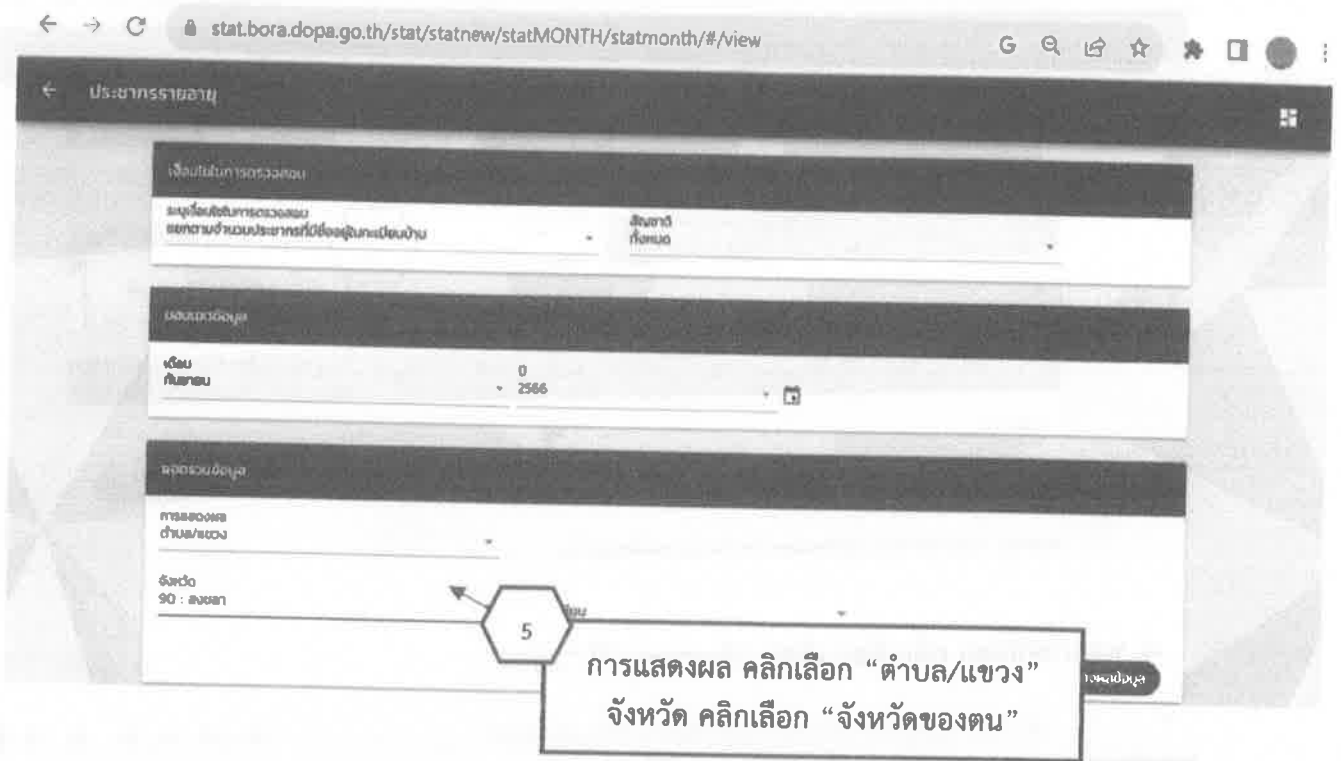 stat.bora.dopa.go.th/stat/statnew/statMONTH/statmonth/#/view
ประชากรรายอายุ
เงื่อนไขในการตรวจสอบ
ระบุเงื่อนไขในการตรวจสอบ
แยกตามจำนวนประชากรที่มีชื่ออยู่ในทะเบียนบ้าน
สัญชาติ
ทั้งหมด
ขอบเขตข้อมูล
เดือน
กันยายน
ปี
2566
ผลตรวนข้อมูล
การแสดงผล
ตำบล/แขวง
จังหวัด
90 : สงขลา
5
การแสดงผล คลิกเลือก “ตำบล/แขวง”
จังหวัด คลิกเลือก “จังหวัดของตน”